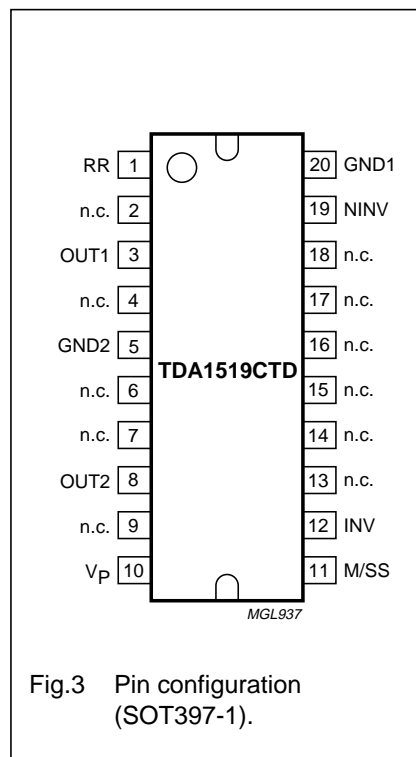 RR 1 20 GND1
n.c. 2 19 NINV
OUT1 3 18 n.c.
n.c. 4 17 n.c.
GND2 5 16 n.c.
TDA1519CTD
n.c. 6 15 n.c.
n.c. 7 14 n.c.
OUT2 8 13 n.c.
n.c. 9 12 INV
VP 10 11 M/SS
MGL937
Fig.3 Pin configuration
(SOT397-1).